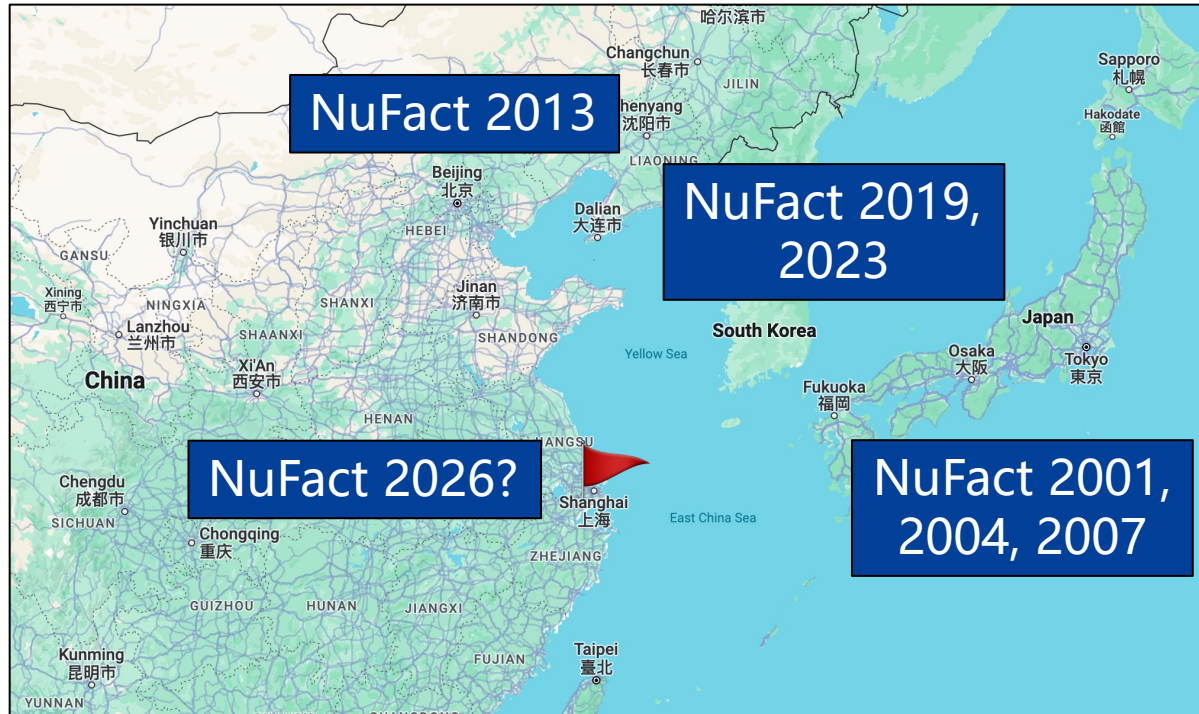 哈尔滨市
Changchun
长春市
Sapporo
札幌
JILIN
NuFact 2013
henyang
沈阳市
Hakodate
函館
LIAONING
Beijing
北京
NuFact 2019,
2023
Dalian
大连市
Yinchuan
银川市
HEBEI
GANSU
Xining
西宁市
NINGXIA
SHANXI
Jinan
济南市
Lanzhou
兰州市
SHAANXI
SHANDONG
South Korea
Japan
Yellow Sea
Osaka
大阪
Tokyo
東京
Xi'An
西安市
China
Fukuoka
福岡
HENAN
JIANGSU
NuFact 2026?
NuFact 2001,
2004, 2007
Chengdu
成都市
SICHUAN
Shanghai
上海
East China Sea
Chongqing
重庆
ZHEJIANG
GUIZHOU
HUNAN
JIANGXI
Kunming
昆明市
FUJIAN
Taipei
臺北
YUNNAN